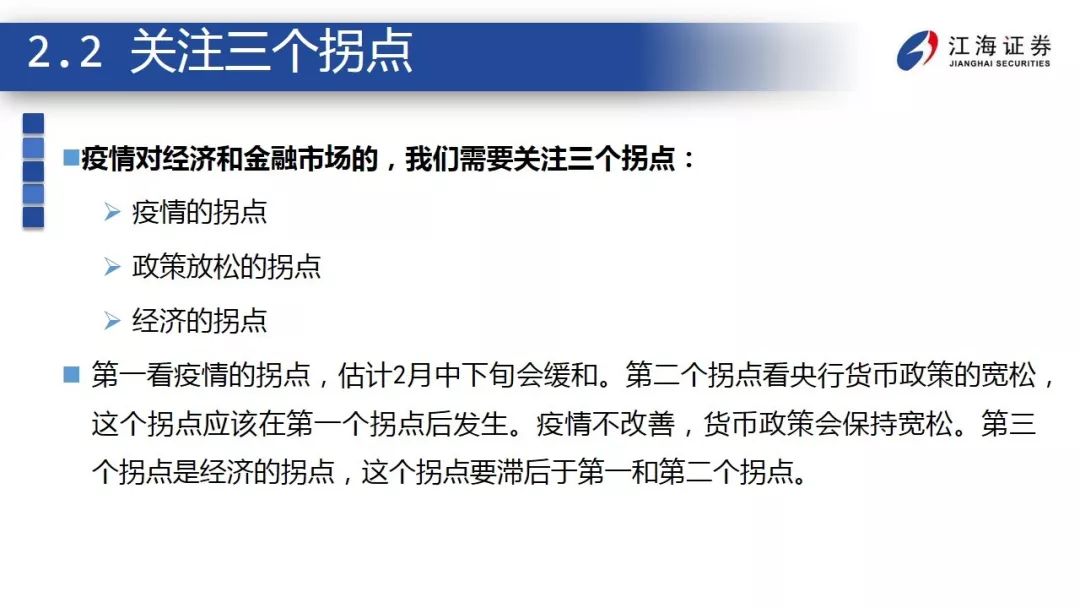 2.2 关注三个拐点
江海证券
JIANGHAI SECURITIES
疫情对经济和金融市场的，我们需要关注三个拐点：
疫情的拐点
政策放松的拐点
经济的拐点
第一看疫情的拐点，估计2月中下旬会缓和。第二个拐点看央行货币政策的宽松，
这个拐点应该在第一个拐点后发生。疫情不改善，货币政策会保持宽松。第三
个拐点是经济的拐点，这个拐点要滞后于第一和第二个拐点。